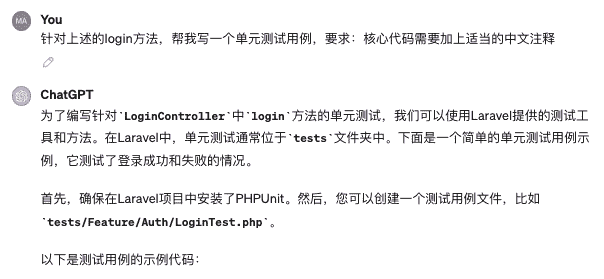 MA
You
针对上述的login方法，帮我写一个单元测试用例，要求：核心代码需要加上适当的中文注释
ChatGPT
为了编写针对`LoginController`中`login`方法的单元测试，我们可以使用Laravel提供的测试工
具和方法。在Laravel中，单元测试通常位于`tests`文件夹中。下面是一个简单的单元测试用例示
例，它测试了登录成功和失败的情况。
首先，确保在Laravel项目中安装了PHPUnit。然后，您可以创建一个测试用例文件，比如
`tests/Feature/Auth/LoginTest.php`。
以下是测试用例的示例代码：